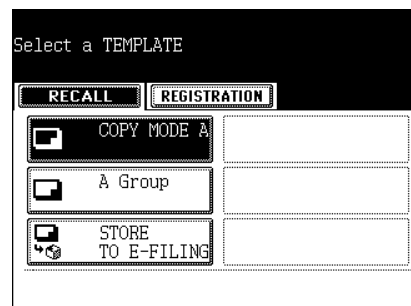 Select a TEMPLATE
RECALL REGISTRATION
COPY MODE A
A Group
STORE
TO E-FILING